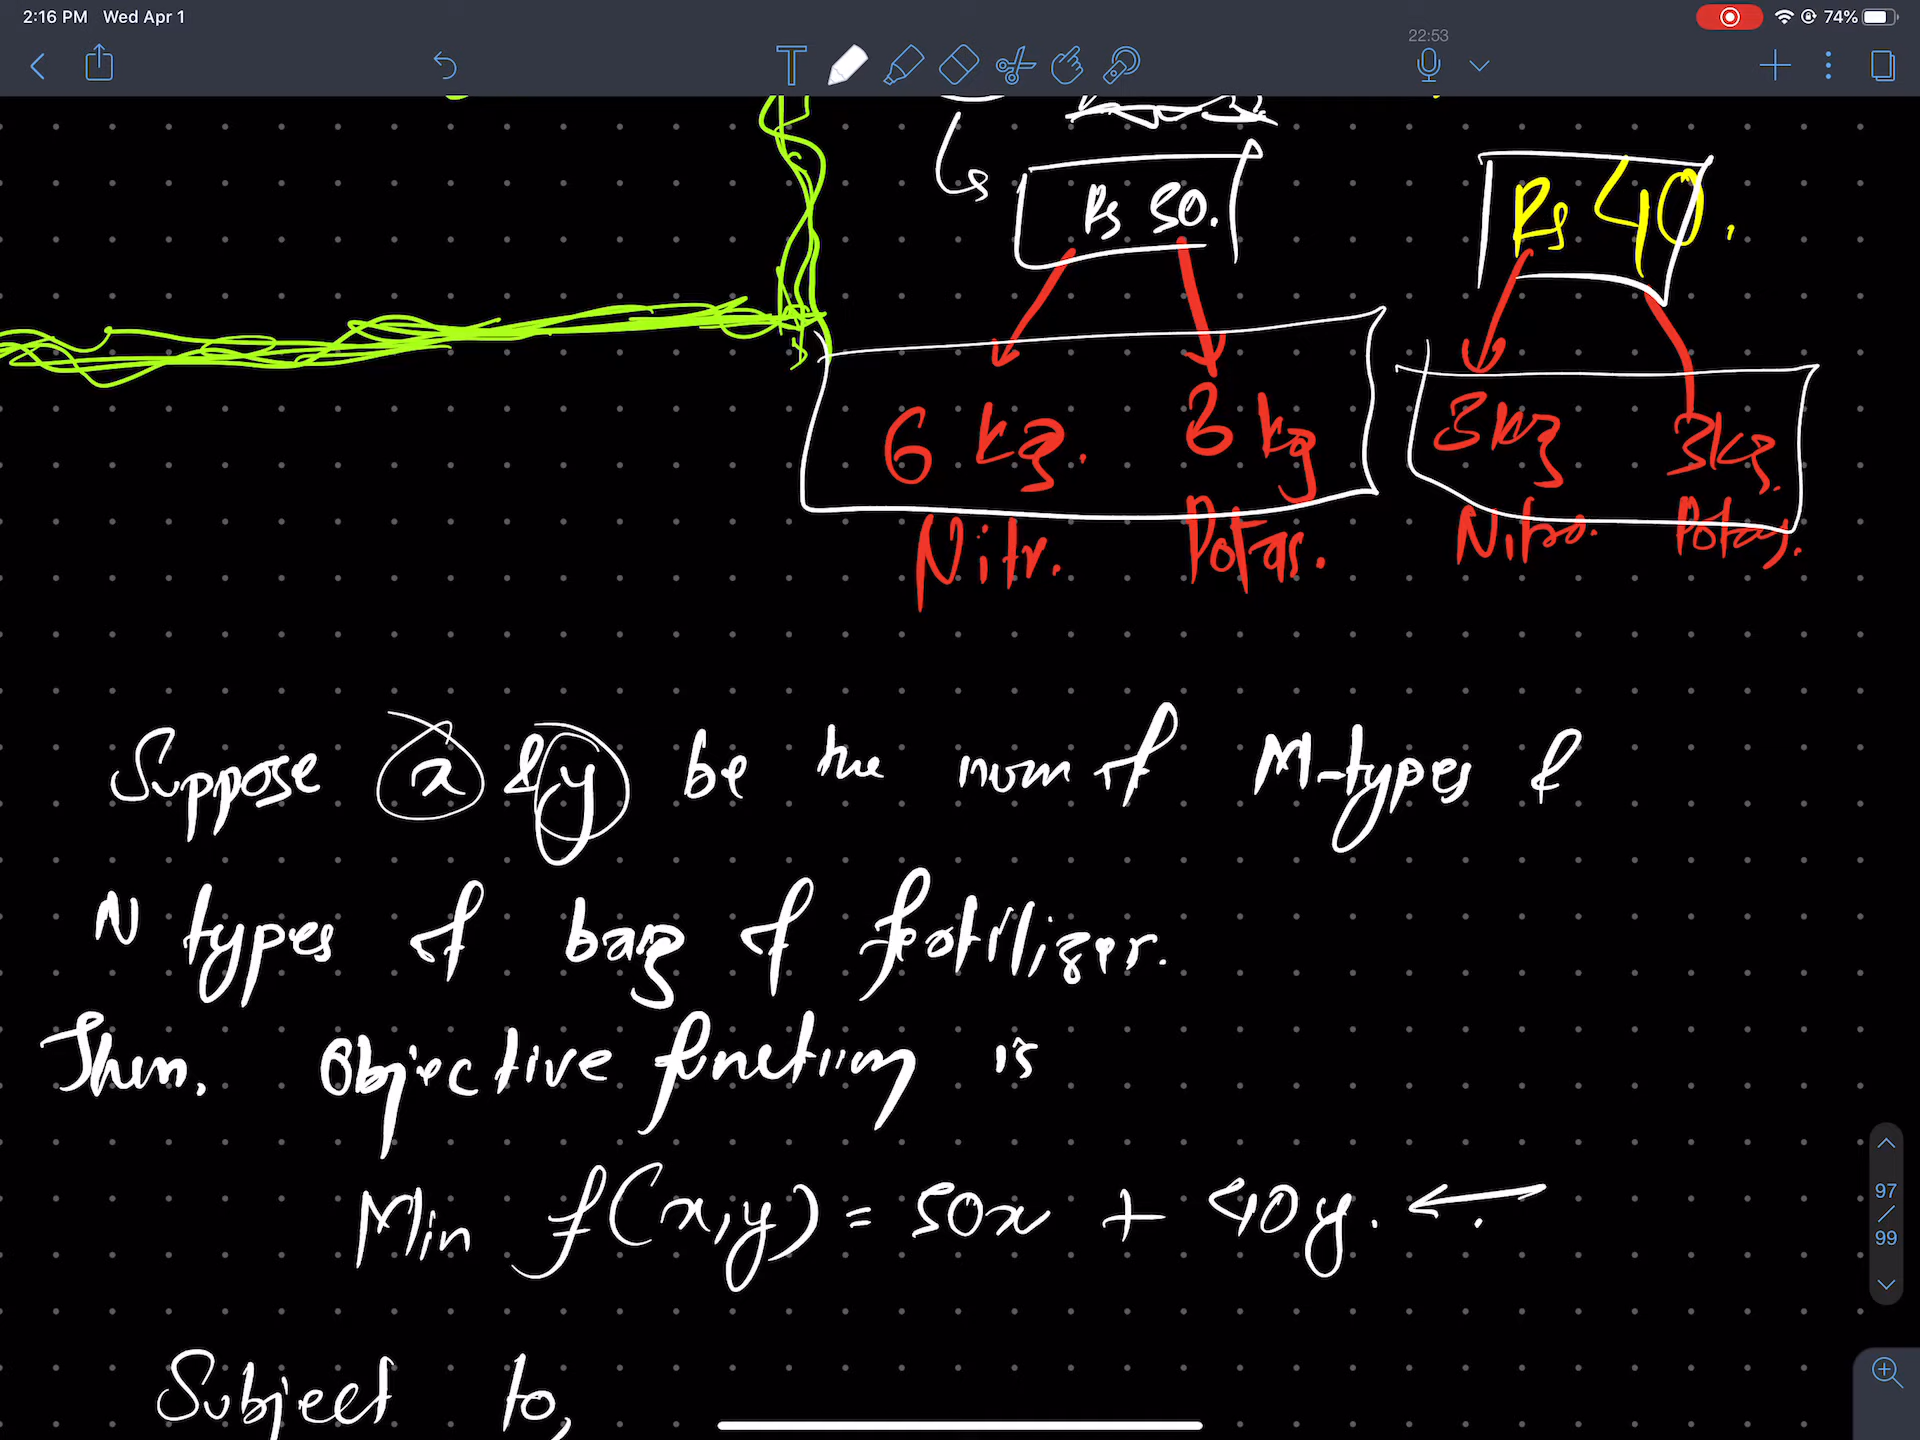 2:16 PM Wed Apr 1
74%
22:53
Rs 50.
Rs 40.
6 kg. 3 kg
3kg 3kg.
Nitr. Potas.
Nitro. Potas.
Suppose x & y be the num of M-types &
N types of bag of fertilizer.
Then. Objective function is
Min f(x,y) = 50x + 40y.
Subject to,
97
/
99